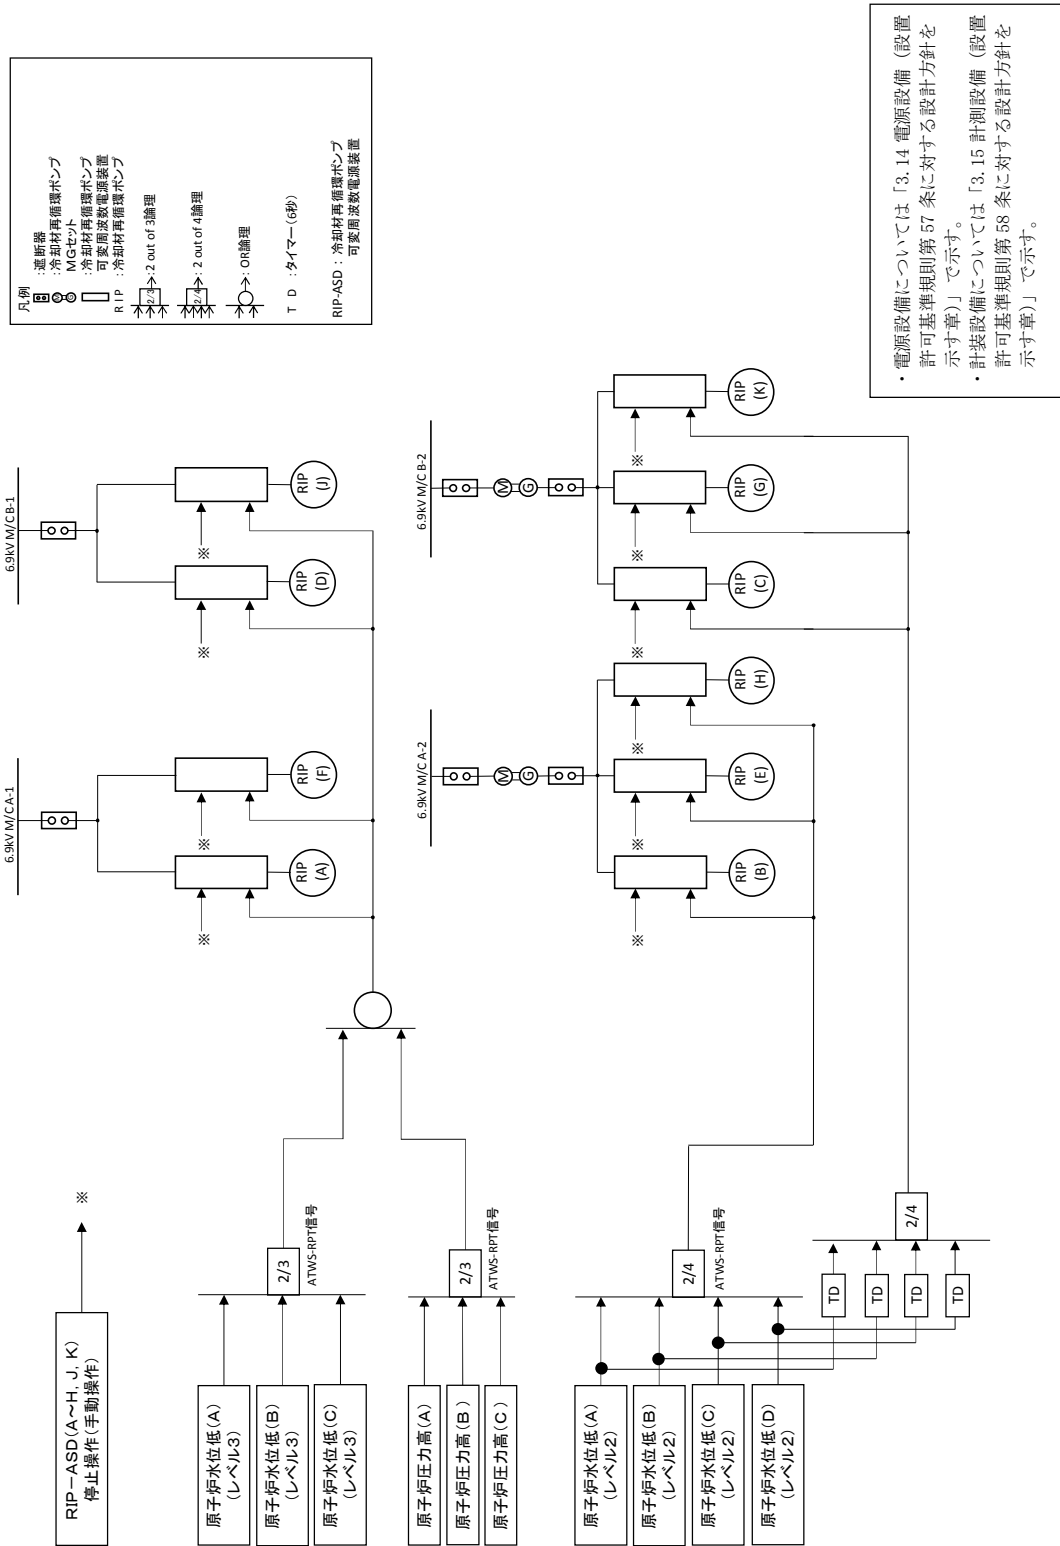 RIP-ASD(A~H, J, K)
停止操作(手動操作)
※
原子炉水位低(A)
(レベル3)
原子炉水位低(B)
(レベル3)
原子炉水位低(C)
(レベル3)
2/3
ATWS-RPT信号
原子炉圧力高(A)
原子炉圧力高(B)
原子炉圧力高(C)
2/3
ATWS-RPT信号
原子炉水位低(A)
(レベル2)
原子炉水位低(B)
(レベル2)
原子炉水位低(C)
(レベル2)
原子炉水位低(D)
(レベル2)
2/4
ATWS-RPT信号
TD
TD
TD
TD
2/4
6.9kV M/C A-1
※
※
RIP
(A)
RIP
(F)
6.9kV M/C B-1
※
※
RIP
(D)
RIP
(J)
6.9kV M/C A-2
M
G
※
※
※
RIP
(B)
RIP
(E)
RIP
(H)
6.9kV M/C B-2
M
G
※
※
※
RIP
(C)
RIP
(G)
RIP
(K)
凡例
:遮断器
M G :冷却材再循環ポンプ
MGセット
:冷却材再循環ポンプ
可変周波数電源装置
R I P :冷却材再循環ポンプ
2/3 :2 out of 3論理
2/4 :2 out of 4論理
:OR論理
T D :タイマー(6秒)
RIP-ASD : 冷却材再循環ポンプ
可変周波数電源装置
・電源設備については「3.14 電源設備(設置
許可基準規則第 57 条に対する設計方針を
示す章)」で示す。
・計装設備については「3.15 計測設備(設置
許可基準規則第 58 条に対する設計方針を
示す章)」で示す。